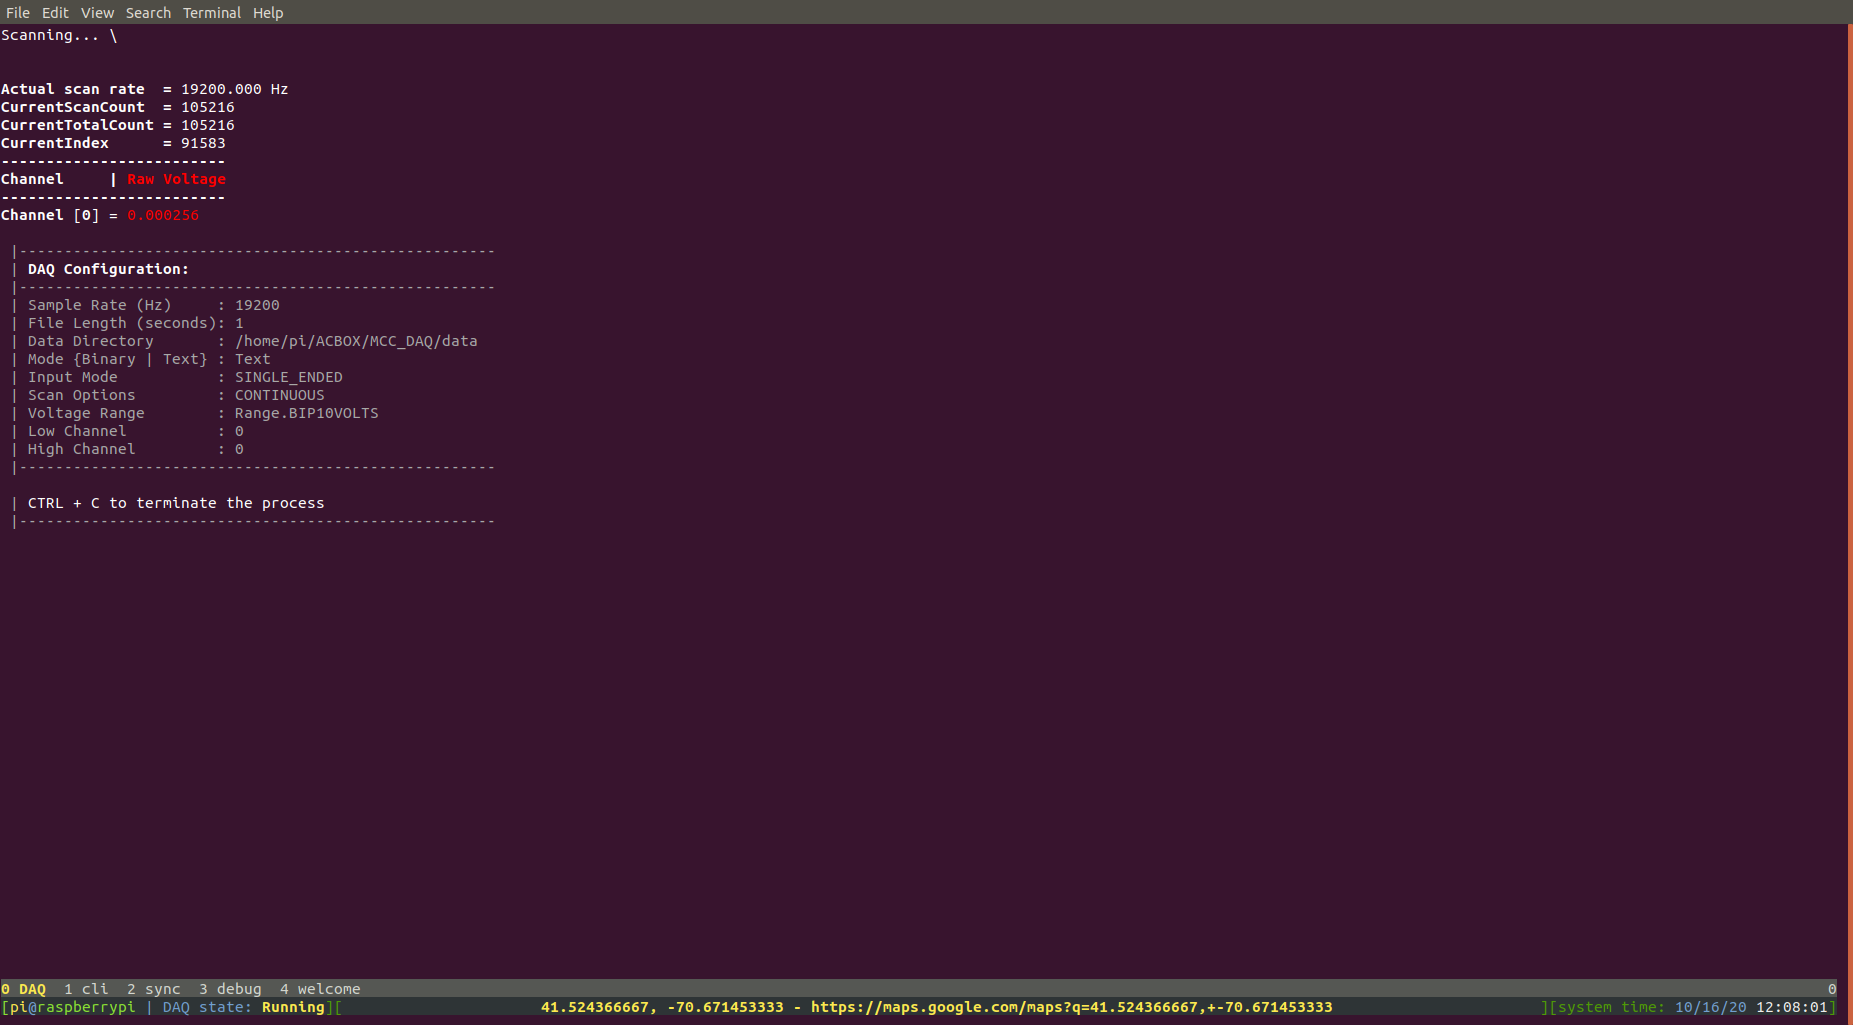 File Edit View Search Terminal Help
Scanning... \
Actual scan rate  = 19200.000 Hz
CurrentScanCount  = 105216
CurrentTotalCount = 105216
CurrentIndex      = 91583
-------------------------
Channel     | Raw Voltage
-------------------------
Channel [0] = 0.000256
|-----------------------------------------------------
| DAQ Configuration:
|-----------------------------------------------------
| Sample Rate (Hz)     : 19200
| File Length (seconds): 1
| Data Directory       : /home/pi/ACBOX/MCC_DAQ/data
| Mode {Binary | Text} : Text
| Input Mode           : SINGLE_ENDED
| Scan Options         : CONTINUOUS
| Voltage Range        : Range.BIP10VOLTS
| Low Channel          : 0
| High Channel         : 0
|-----------------------------------------------------
| CTRL + C to terminate the process
|-----------------------------------------------------
0 DAQ  1 cli  2 sync  3 debug  4 welcome 0
[pi@raspberrypi | DAQ state: Running][ 41.524366667, -70.671453333 - https://maps.google.com/maps?q=41.524366667,+-70.671453333 ][system time: 10/16/20 12:08:01]